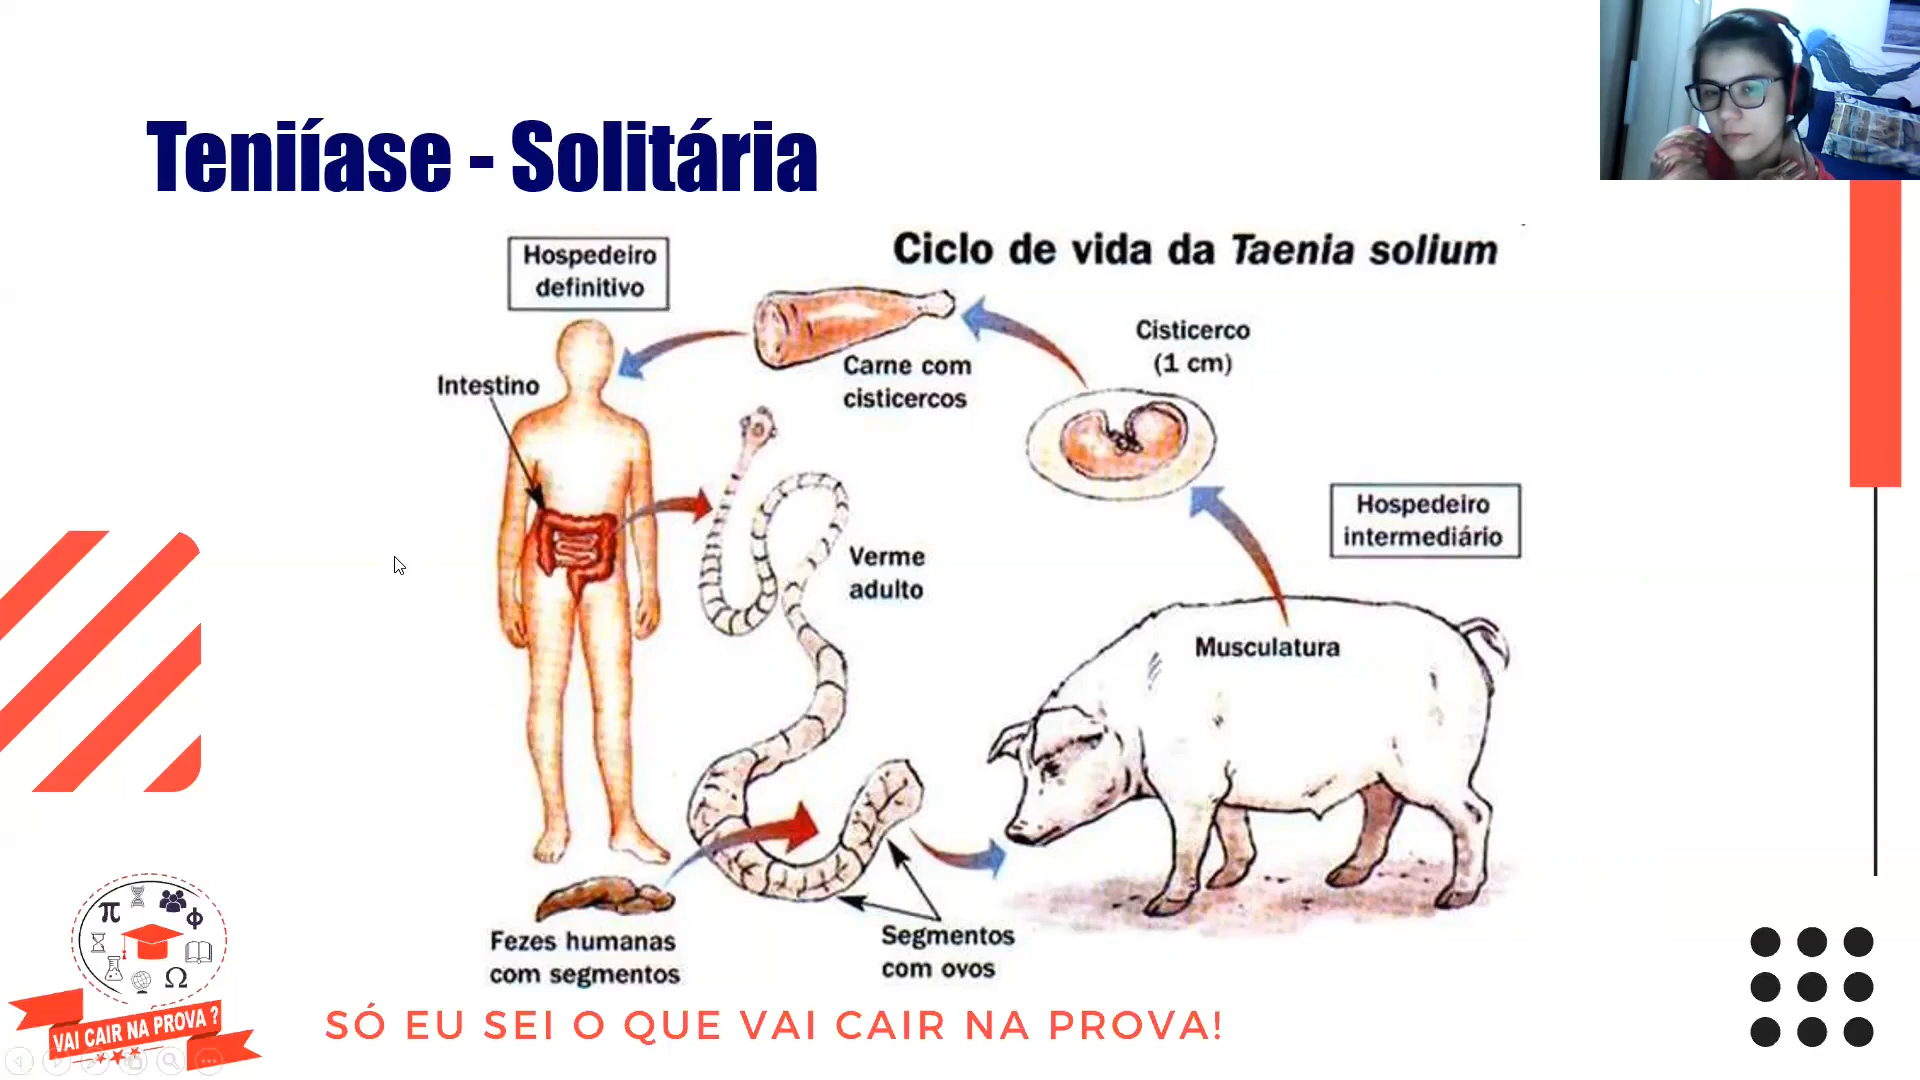 Teniíase - Solitária
Ciclo de vida da Taenia solium
Hospedeiro
definitivo
Cisticerco
(1 cm)
Carne com
cisticercos
Intestino
Hospedeiro
intermediário
Verme
adulto
Musculatura
Fezes humanas
com segmentos
Segmentos
com ovos
π
Φ
Ω
VAI CAIR NA PROVA ?
SÓ EU SEI O QUE VAI CAIR NA PROVA!